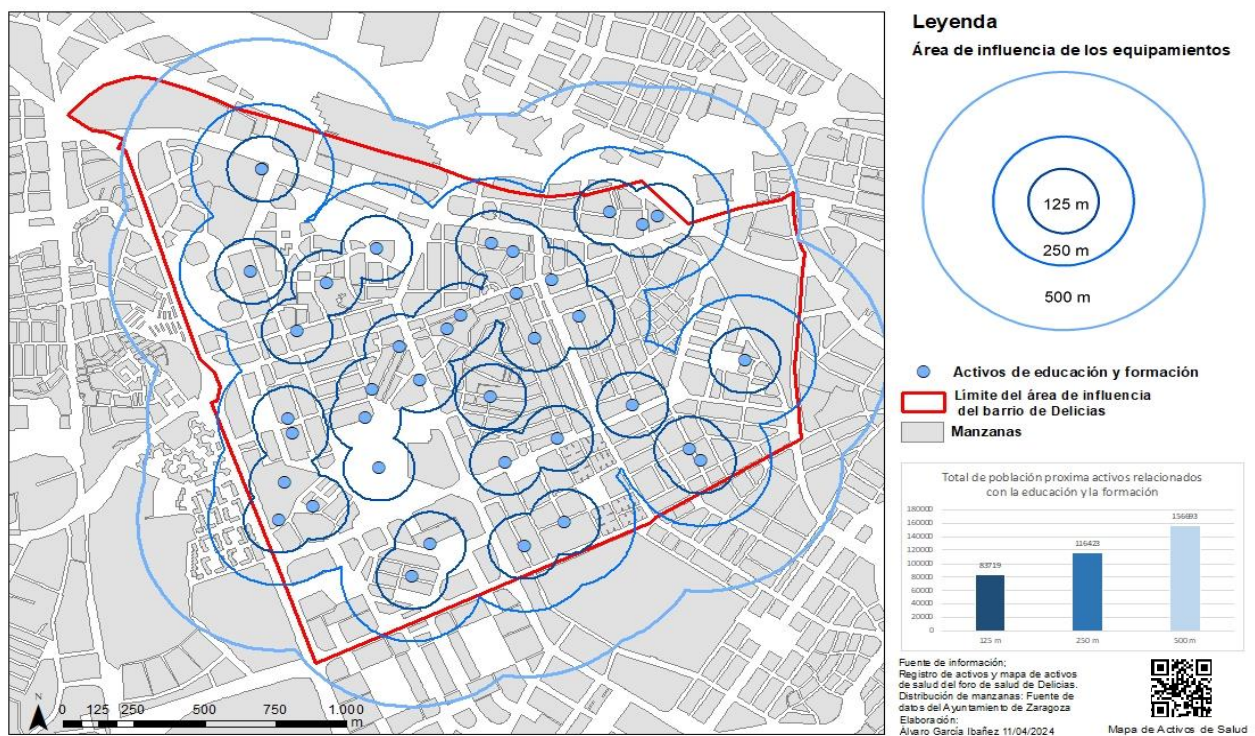 Leyenda
Área de influencia de los equipamientos
125 m
250 m
500 m
Activos de educación y formación
Límite del área de influencia
del barrio de Delicias
Manzanas
Total de población proxima activos relacionados
con la educación y la formación
180000
160000
140000
120000
100000
80000
60000
40000
20000
0
83719
116423
156693
125 m
250 m
500 m
Fuente de información;
Registro de activos y mapa de activos
de salud del foro de salud de Delicias.
Distribución de manzanas: Fuente de
datos del Ayuntamiento de Zaragoza
Elaboración:
Álvaro García Ibañez 11/04/2024
Mapa de Activos de Salud
N
0 125 250 500 750 1.000
m